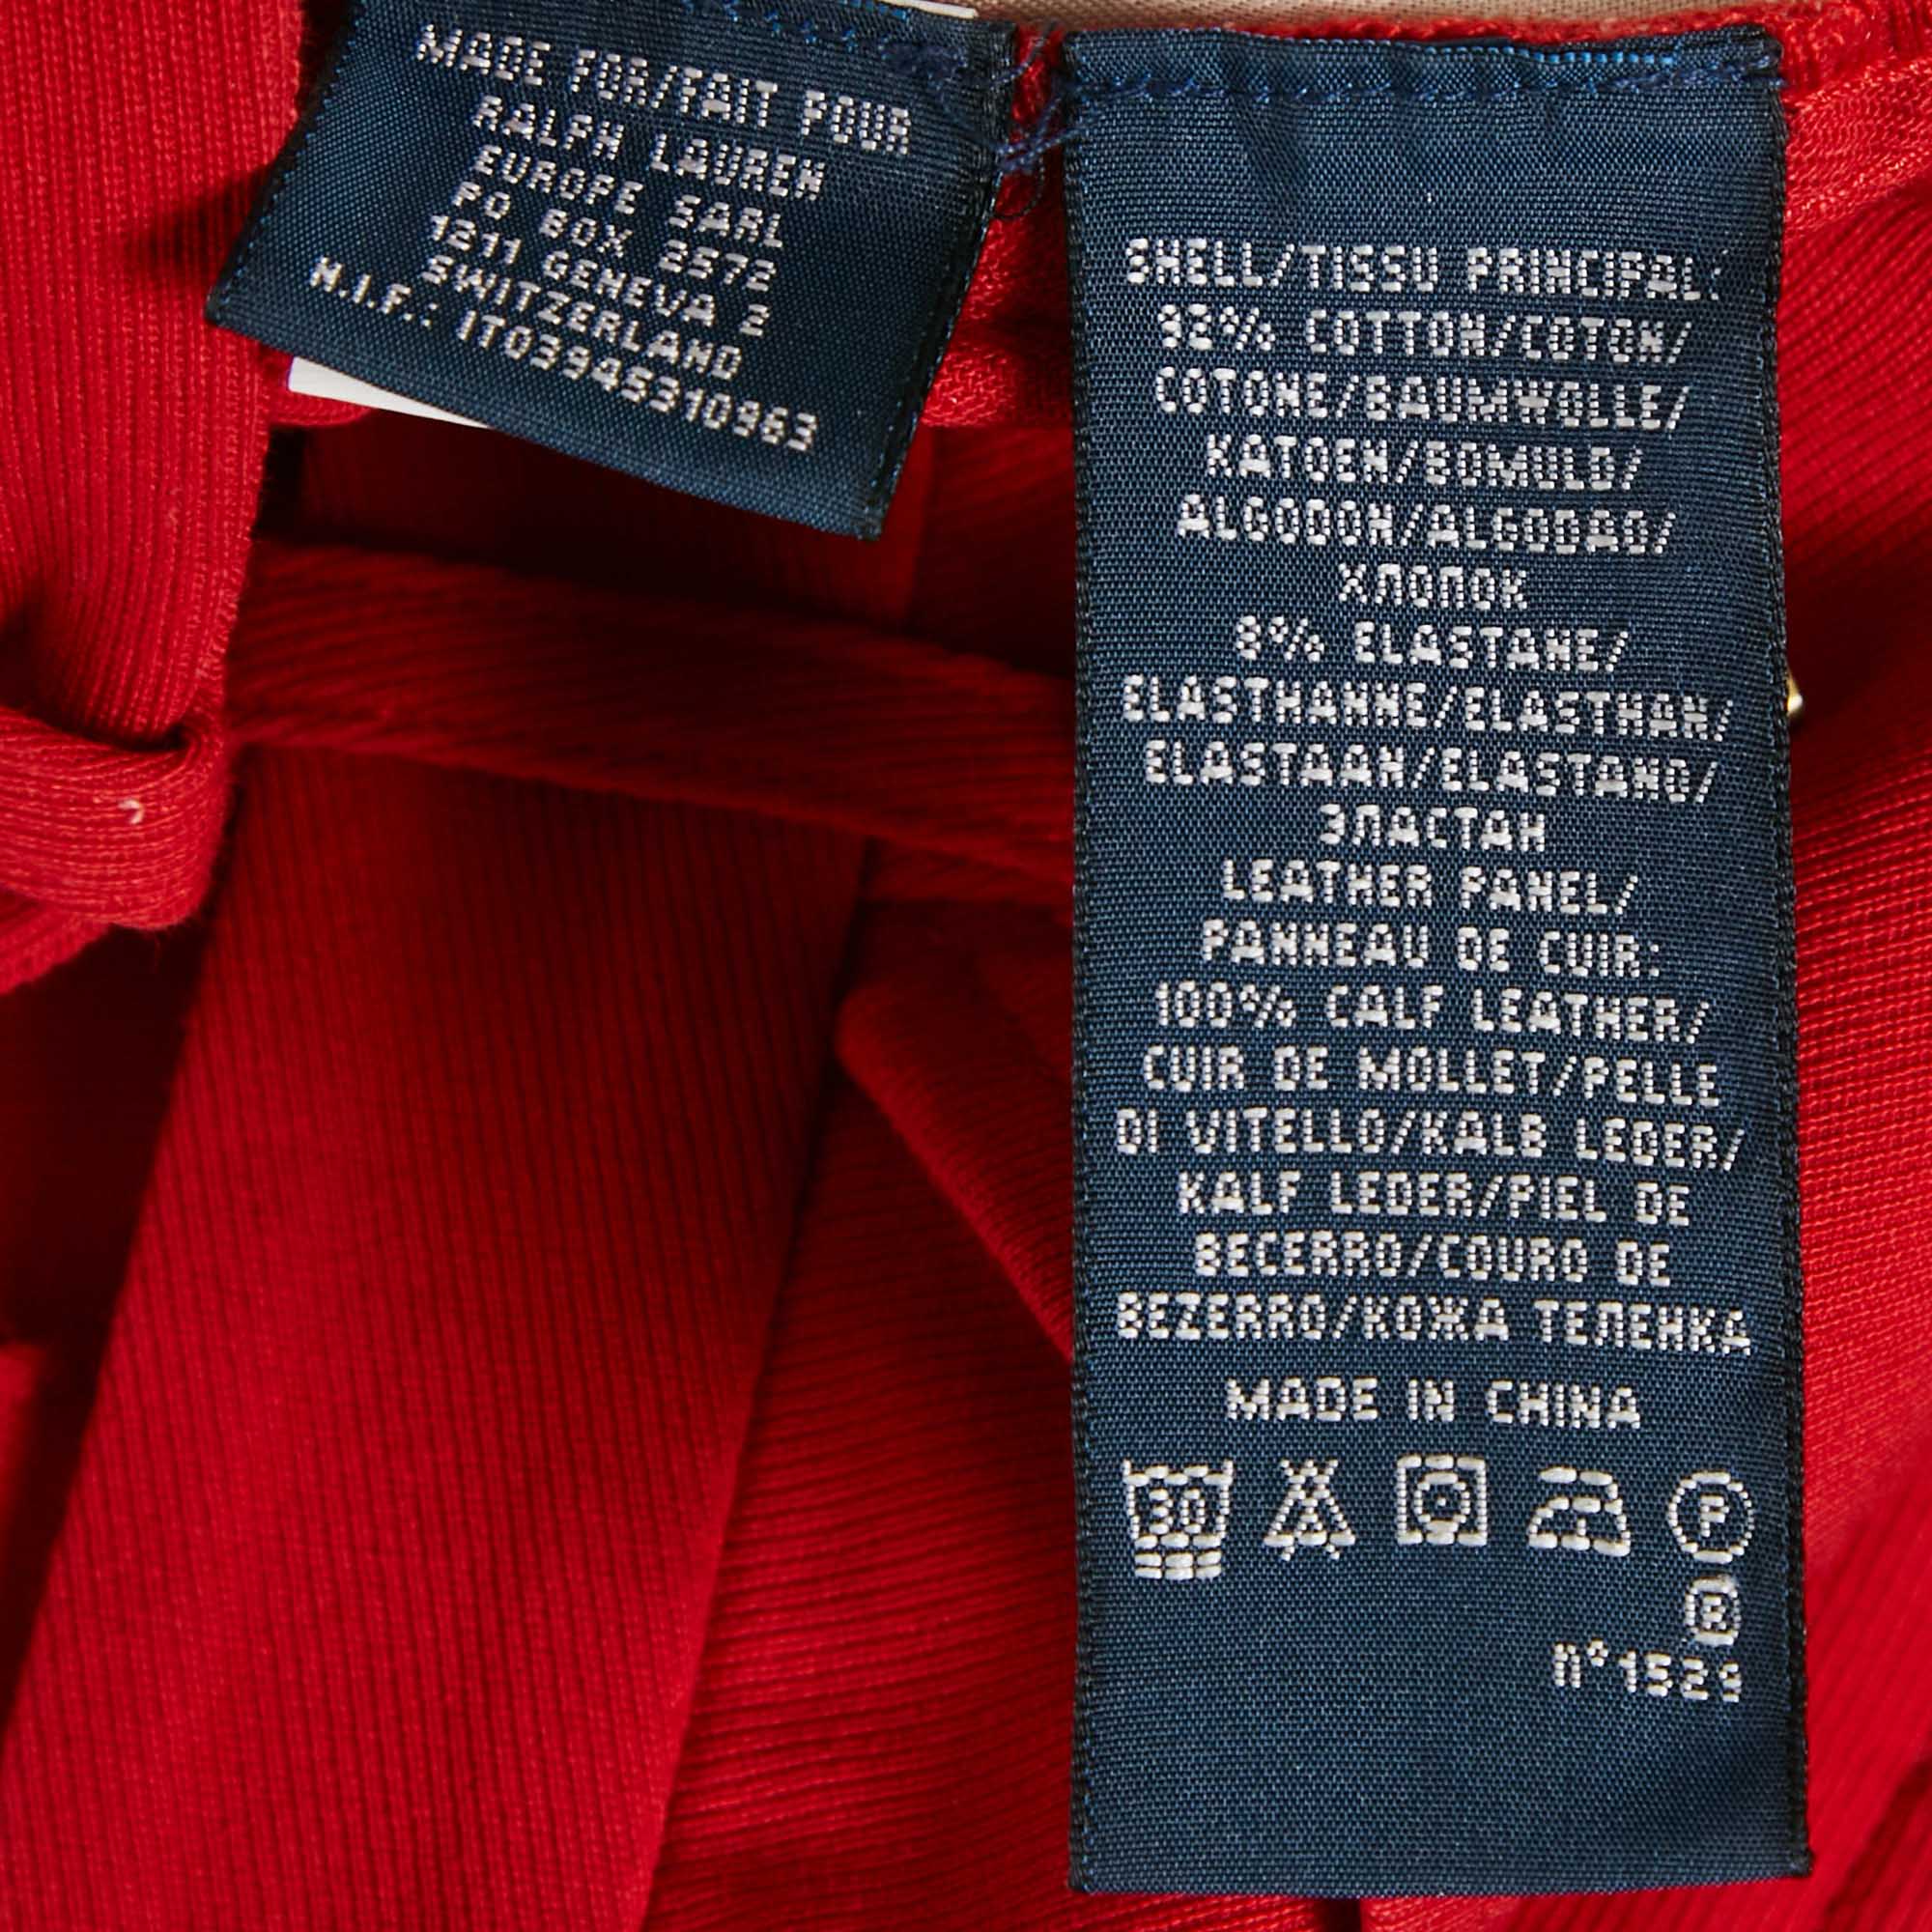 MADE FOR/FAIT POUR
RALPH LAUREN
EUROPE SARL
PO BOX 2572
1211 GENEVA 2
SWITZERLAND
N.I.F.: IT03945310963
SHELL/TISSU PRINCIPAL:
92% COTTON/COTON/
COTONE/BAUMWOLLE/
KATOEN/BOMULD/
ALGODON/ALGODAO/
ХЛОПОК
8% ELASTANE/
ELASTHANNE/ELASTHAN/
ELASTAAN/ELASTANO/
ЭЛАСТАН
LEATHER PANEL/
PANNEAU DE CUIR:
100% CALF LEATHER/
CUIR DE MOLLET/PELLE
DI VITELLO/KALB LEDER/
KALF LEDER/PIEL DE
BECERRO/COURO DE
BEZERRO/КОЖА ТЕЛЕНКА
MADE IN CHINA
30 P
B
n°1529